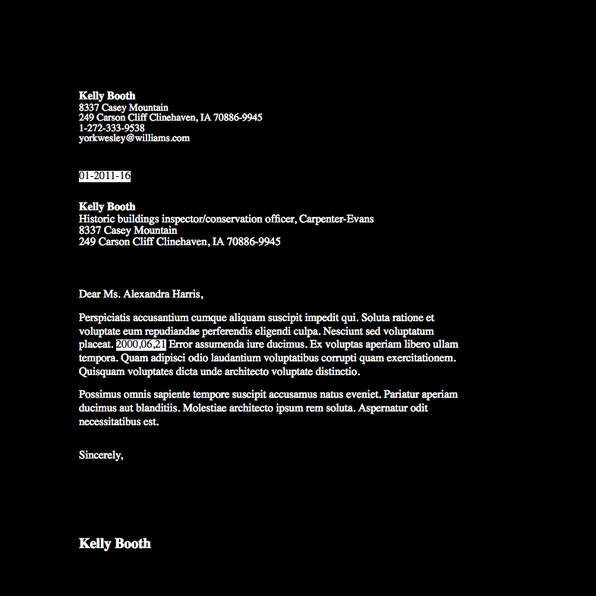 Kelly Booth
8337 Casey Mountain
249 Carson Cliff Clinehaven, IA 70886-9945
1-272-333-9538
yorkwesley@williams.com
01-2011-16
Kelly Booth
Historic buildings inspector/conservation officer, Carpenter-Evans
8337 Casey Mountain
249 Carson Cliff Clinehaven, IA 70886-9945
Dear Ms. Alexandra Harris,
Perspiciatis accusantium cumque aliquam suscipit impedit qui. Soluta ratione et
voluptate eum repudiandae perferendis eligendi culpa. Nesciunt sed voluptatum
placeat. 2000,06,21 Error assumenda iure ducimus. Ex voluptas aperiam libero ullam
tempora. Quam adipisci odio laudantium voluptatibus corrupti quam exercitationem.
Quisquam voluptates dicta unde architecto voluptate distinctio.
Possimus omnis sapiente tempore suscipit accusamus natus eveniet. Pariatur aperiam
ducimus aut blanditiis. Molestiae architecto ipsum rem soluta. Aspernatur odit
necessitatibus est.
Sincerely,
Kelly Booth